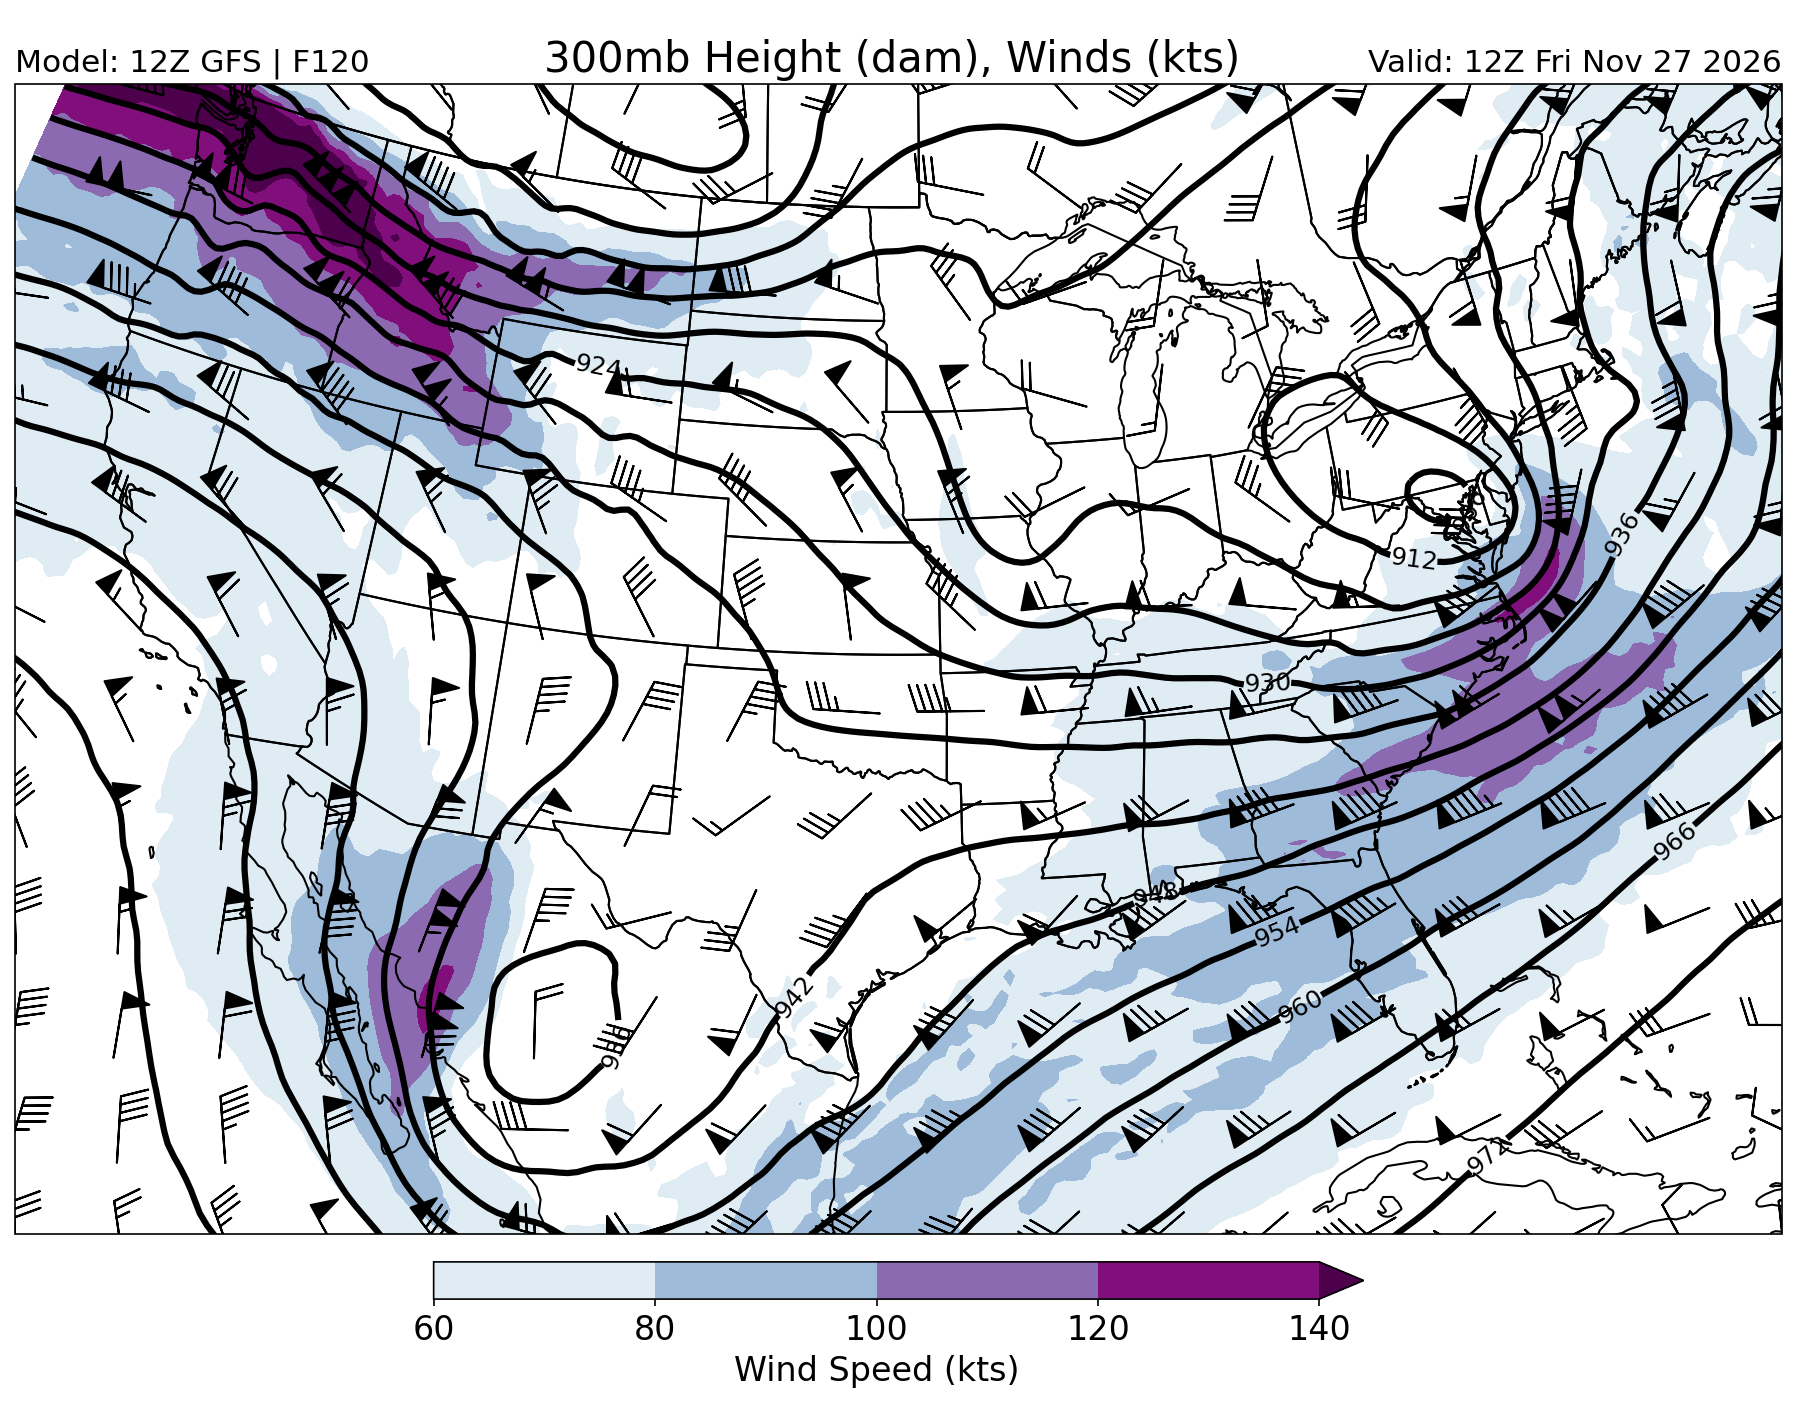 Model: 12Z GFS | F120
300mb Height (dam), Winds (kts)
Valid: 12Z Fri Nov 27 2026
924
936
912
930
966
948
954
942
960
936
972
60 80 100 120 140
Wind Speed (kts)